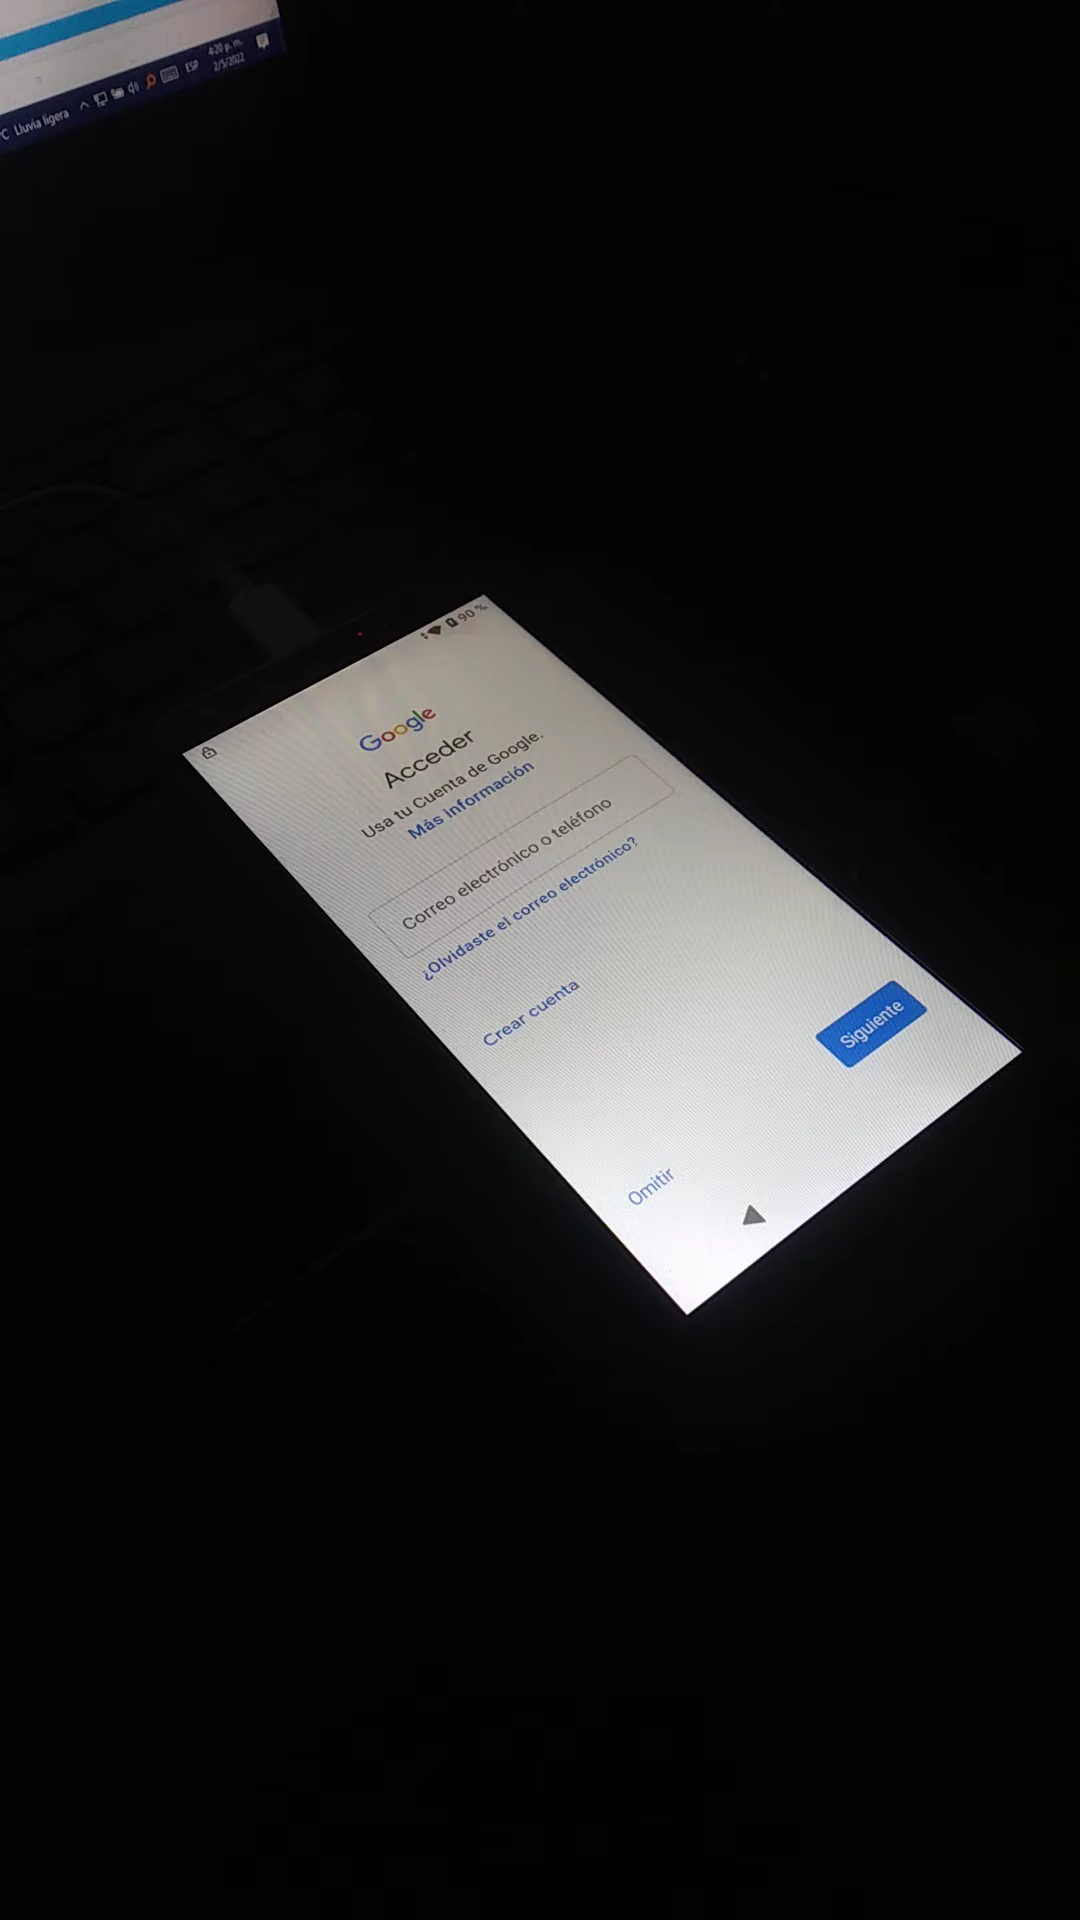 4:20 p. m.
ESP
2/5/2022
°C Lluvia ligera
90 %
Google
Acceder
Usa tu Cuenta de Google.
Más información
Correo electrónico o teléfono
¿Olvidaste el correo electrónico?
Crear cuenta
Siguiente
Omitir